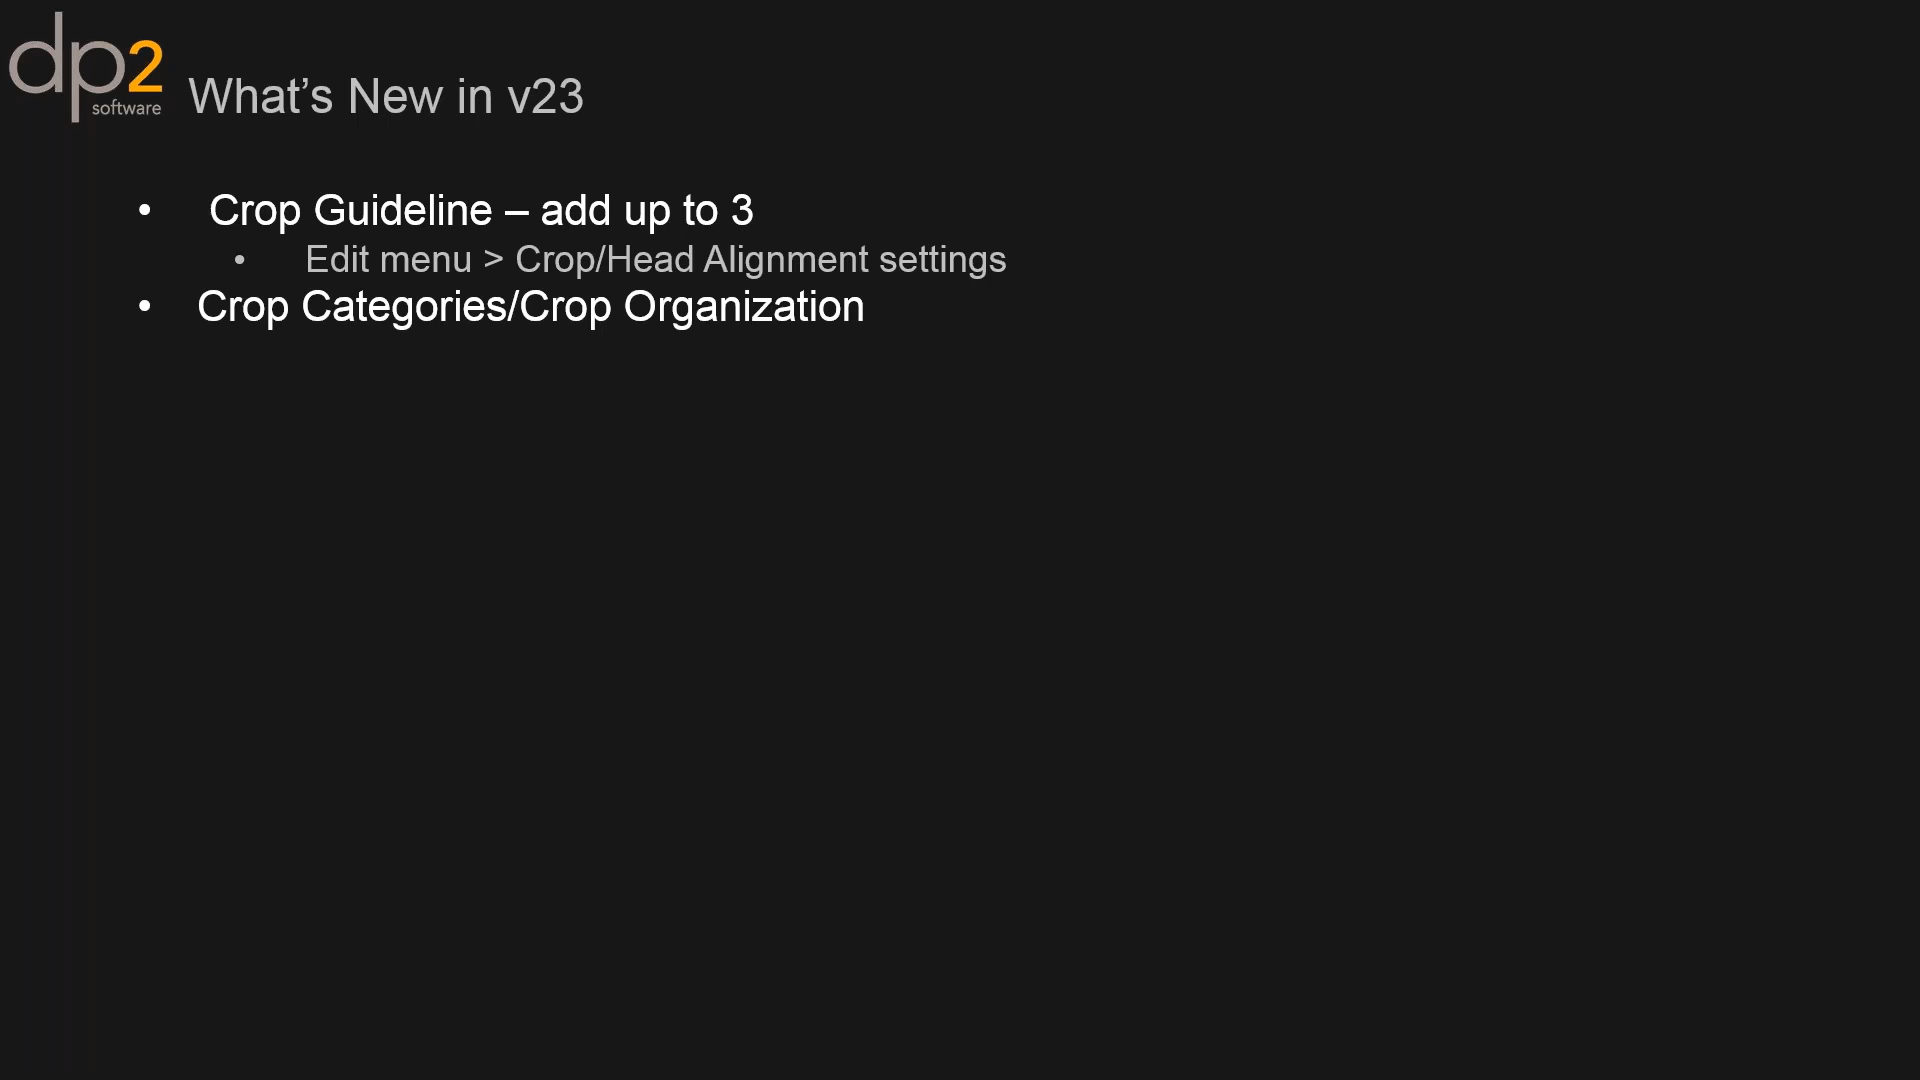 dp2
software
What’s New in v23
• Crop Guideline – add up to 3
• Edit menu > Crop/Head Alignment settings
• Crop Categories/Crop Organization